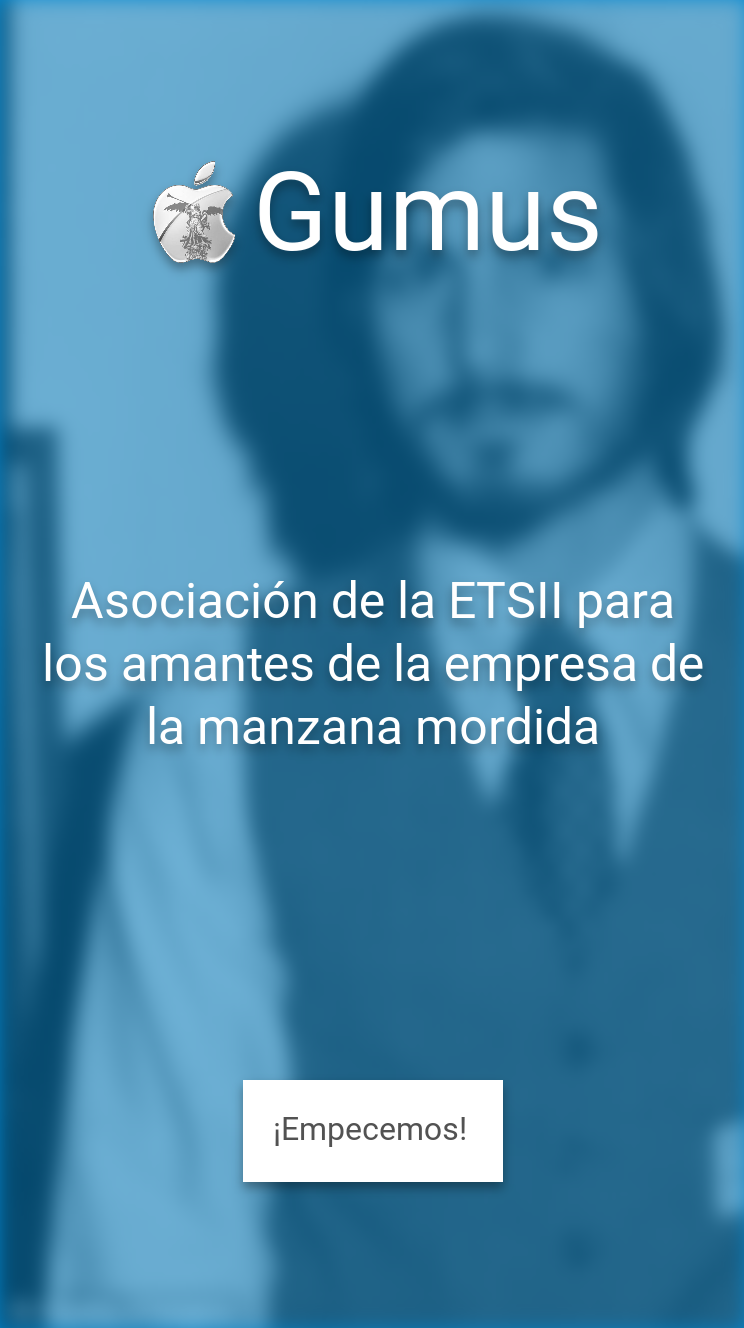 Gumus
Asociación de la ETSII para
los amantes de la empresa de
la manzana mordida
¡Empecemos!